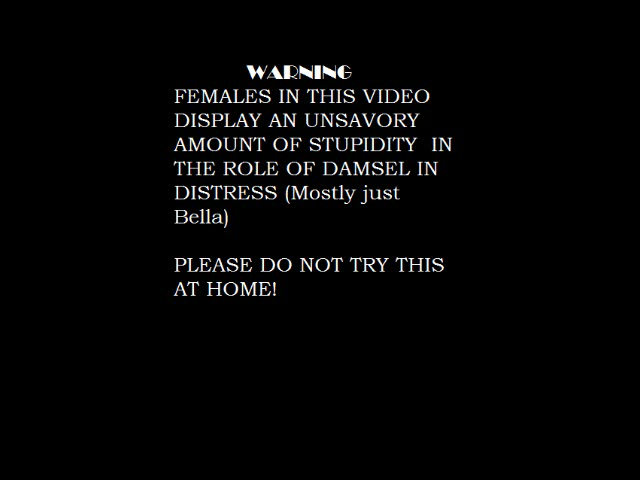 WARNING
FEMALES IN THIS VIDEO
DISPLAY AN UNSAVORY
AMOUNT OF STUPIDITY  IN
THE ROLE OF DAMSEL IN
DISTRESS (Mostly just
Bella)
PLEASE DO NOT TRY THIS
AT HOME!